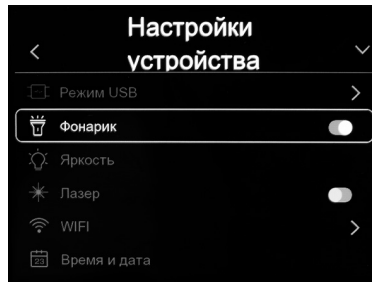 Настройки
устройства
Режим USB
Фонарик
Яркость
Лазер
WIFI
23
Время и дата